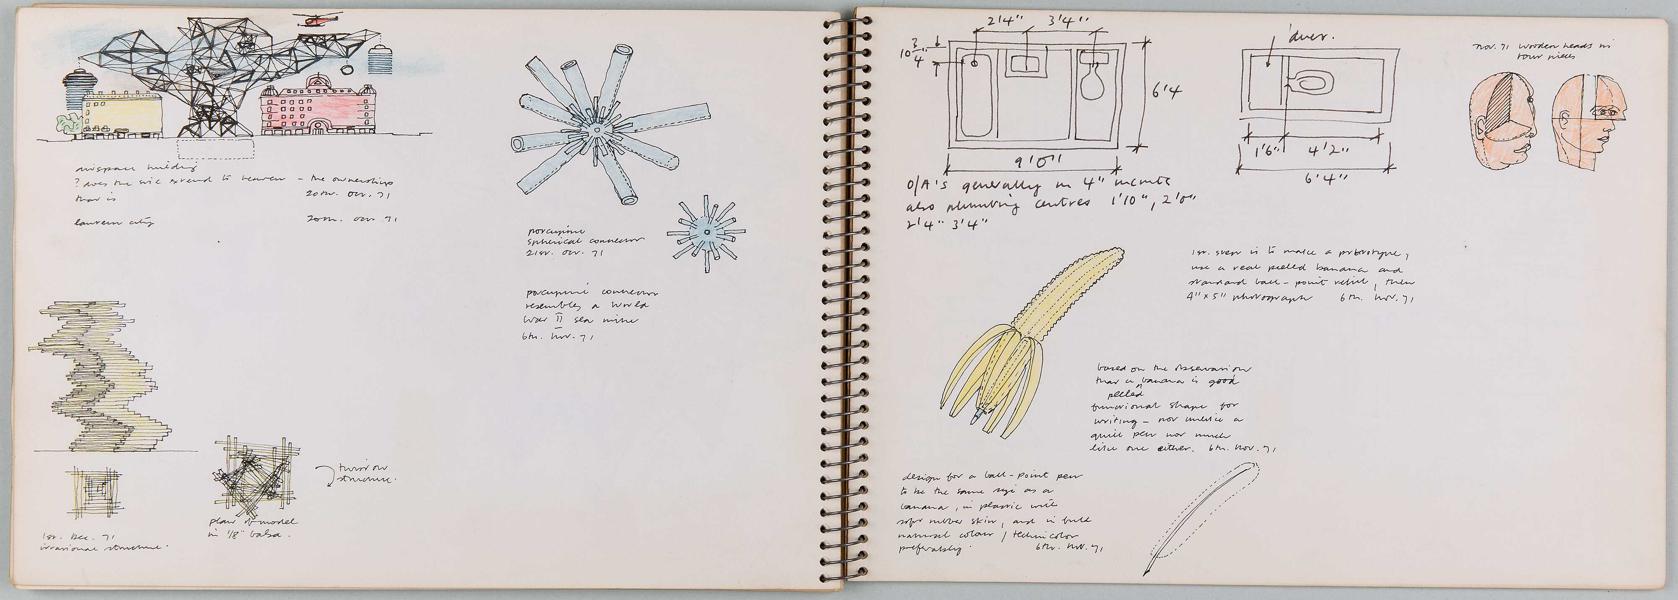 airspace building
? does the site extend to heaven - the ownership
that is
20th. Oct. 71
20th. Oct. 71
porcupine
spherical connector
21st. Oct. 71
porcupine connector
resembles a World
War II sea mine
6th. Nov. 71
twist on
structure.
plan of model
in 1/8" balsa.
1st. Dec. 71
irrational structure.
2'4" 3'4"
10 3/4"
6'4
9'0"
O/A's generally in 4" incmts
also plumbing centres 1'10", 2'0"
2'4" 3'4"
duct.
1'6" 4'2"
6'4"
Nov. 71 wooden heads in
four pieces
1st. step is to make a prototype,
use a real peeled banana and
standard ball-point refill, then
4"x5" photograph 6th. Nov. 71
based on the observation
that a peeled banana is good
functional shape for
writing - not unlike a
quill pen nor much
like one either. 6th. Nov. 71
design for a ball-point pen
to be the same size as a
banana, in plastic with
soft rubber skin, and in full
natural colour / technicolor
preferably. 6th. Nov. 71